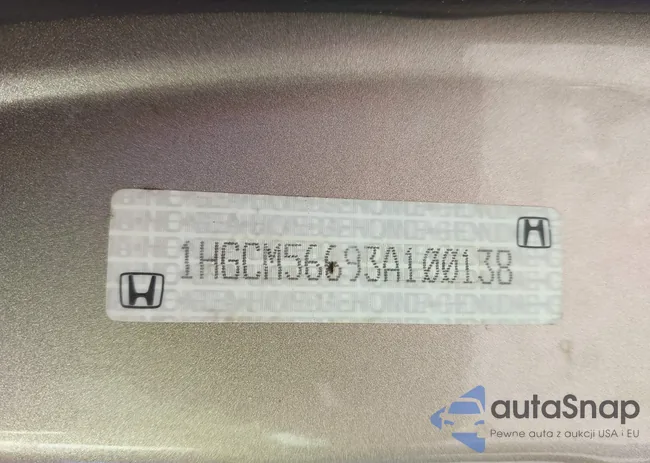 1HGCM56693A100138
autaSnap
Pewne auta z aukcji USA i EU